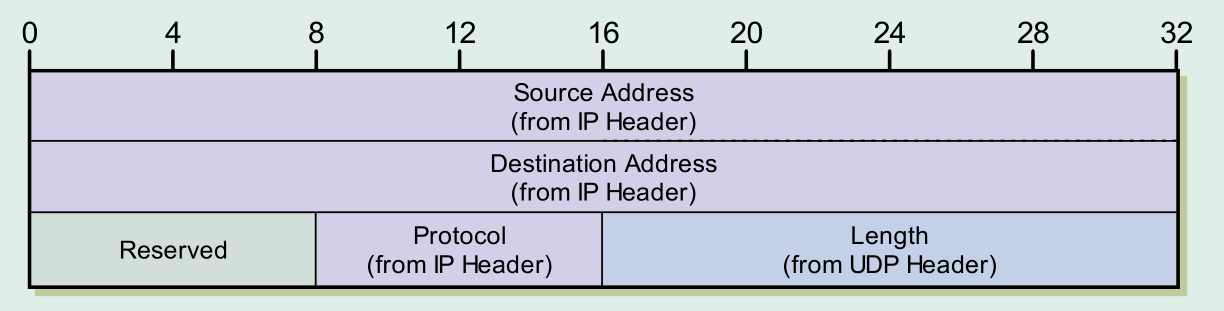 0 4 8 12 16 20 24 28 32
Source Address
(from IP Header)
Destination Address
(from IP Header)
Reserved
Protocol
(from IP Header)
Length
(from UDP Header)